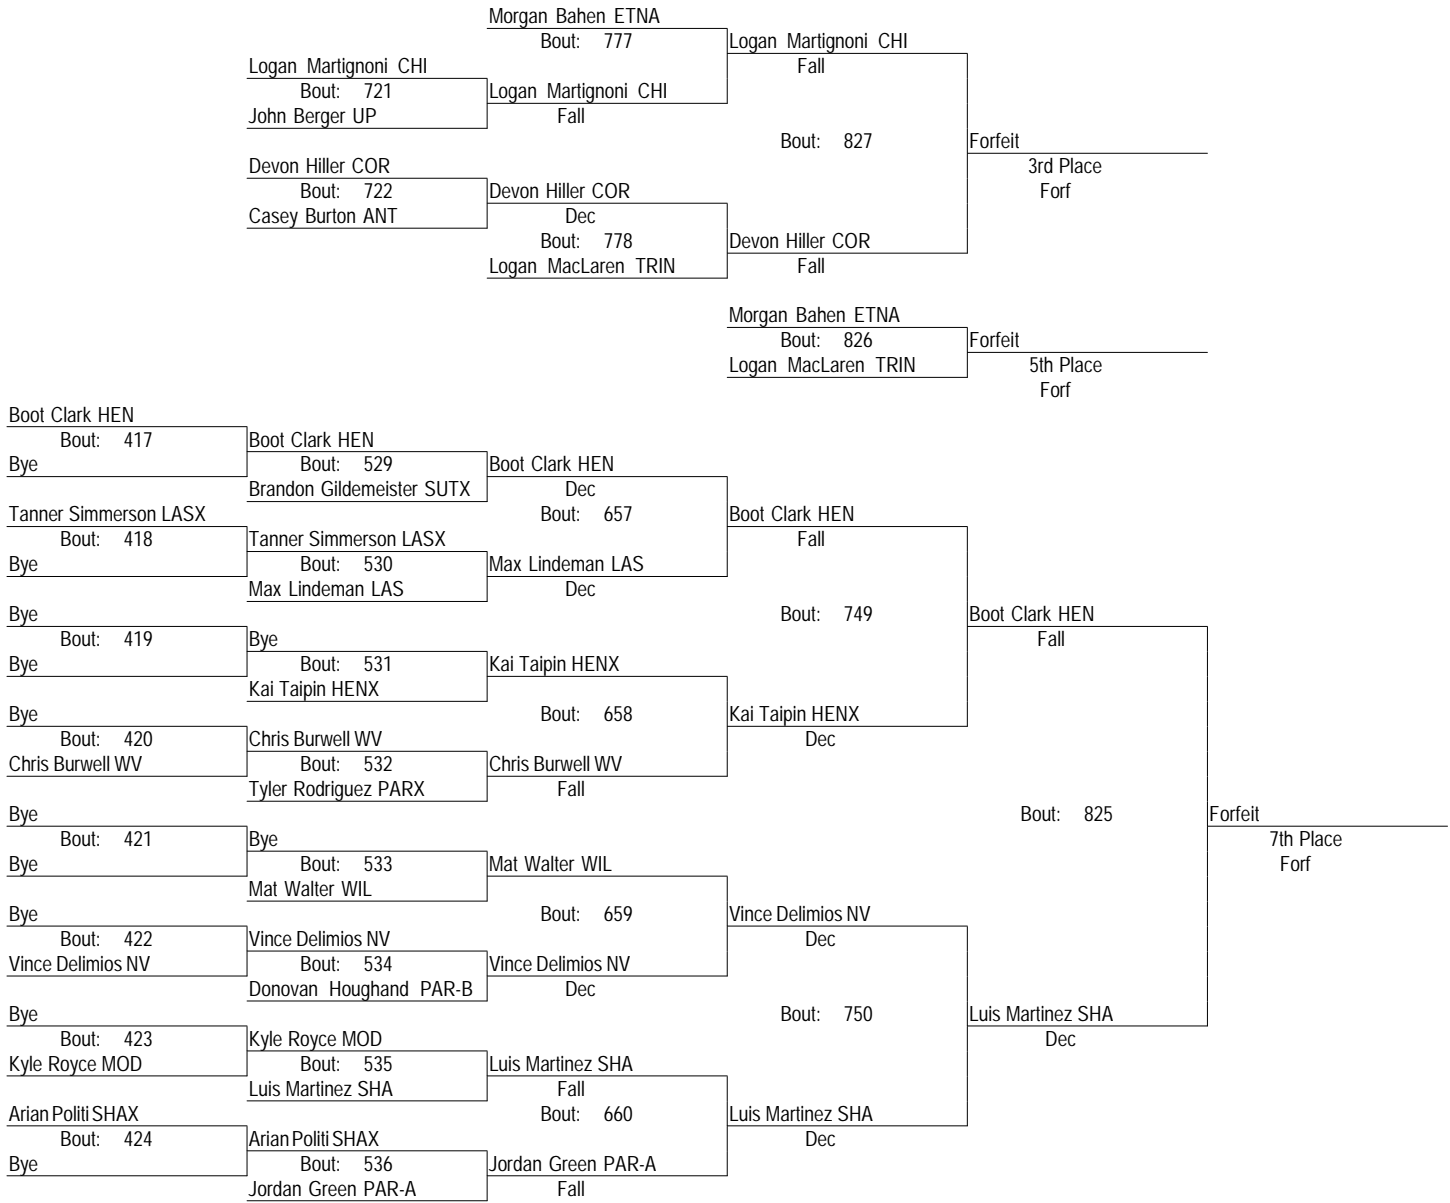 Morgan Bahen ETNA
Bout: 777
Logan Martignoni CHI
Fall
Logan Martignoni CHI
Bout: 721
Logan Martignoni CHI
John Berger UP
Fall
Bout: 827
Forfeit
3rd Place
Forf
Devon Hiller COR
Bout: 722
Devon Hiller COR
Casey Burton ANT
Dec
Bout: 778
Devon Hiller COR
Logan MacLaren TRIN
Fall
Morgan Bahen ETNA
Bout: 826
Forfeit
Logan MacLaren TRIN
5th Place
Forf
Boot Clark HEN
Bout: 417
Boot Clark HEN
Bye
Bout: 529
Boot Clark HEN
Brandon Gildemeister SUTX
Dec
Tanner Simmerson LASX
Bout: 657
Boot Clark HEN
Bout: 418
Tanner Simmerson LASX
Fall
Bye
Bout: 530
Max Lindeman LAS
Max Lindeman LAS
Dec
Bye
Bout: 749
Boot Clark HEN
Bout: 419
Bye
Fall
Bye
Bout: 531
Kai Taipin HENX
Kai Taipin HENX
Bye
Bout: 658
Kai Taipin HENX
Bout: 420
Chris Burwell WV
Dec
Chris Burwell WV
Bout: 532
Chris Burwell WV
Tyler Rodriguez PARX
Fall
Bye
Bout: 825
Forfeit
Bout: 421
Bye
7th Place
Bye
Bout: 533
Mat Walter WIL
Forf
Mat Walter WIL
Bye
Bout: 659
Vince Delimios NV
Bout: 422
Vince Delimios NV
Dec
Vince Delimios NV
Bout: 534
Vince Delimios NV
Donovan Houghand PAR-B
Dec
Bye
Bout: 750
Luis Martinez SHA
Bout: 423
Kyle Royce MOD
Dec
Kyle Royce MOD
Bout: 535
Luis Martinez SHA
Luis Martinez SHA
Fall
Arian Politi SHAX
Bout: 660
Luis Martinez SHA
Bout: 424
Arian Politi SHAX
Dec
Bye
Bout: 536
Jordan Green PAR-A
Jordan Green PAR-A
Fall